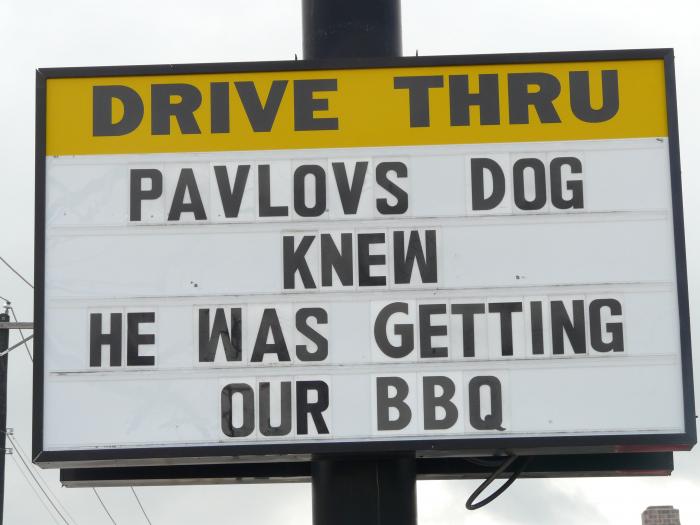 DRIVE THRU
PAVLOVS DOG
KNEW
HE WAS GETTING
OUR BBQ